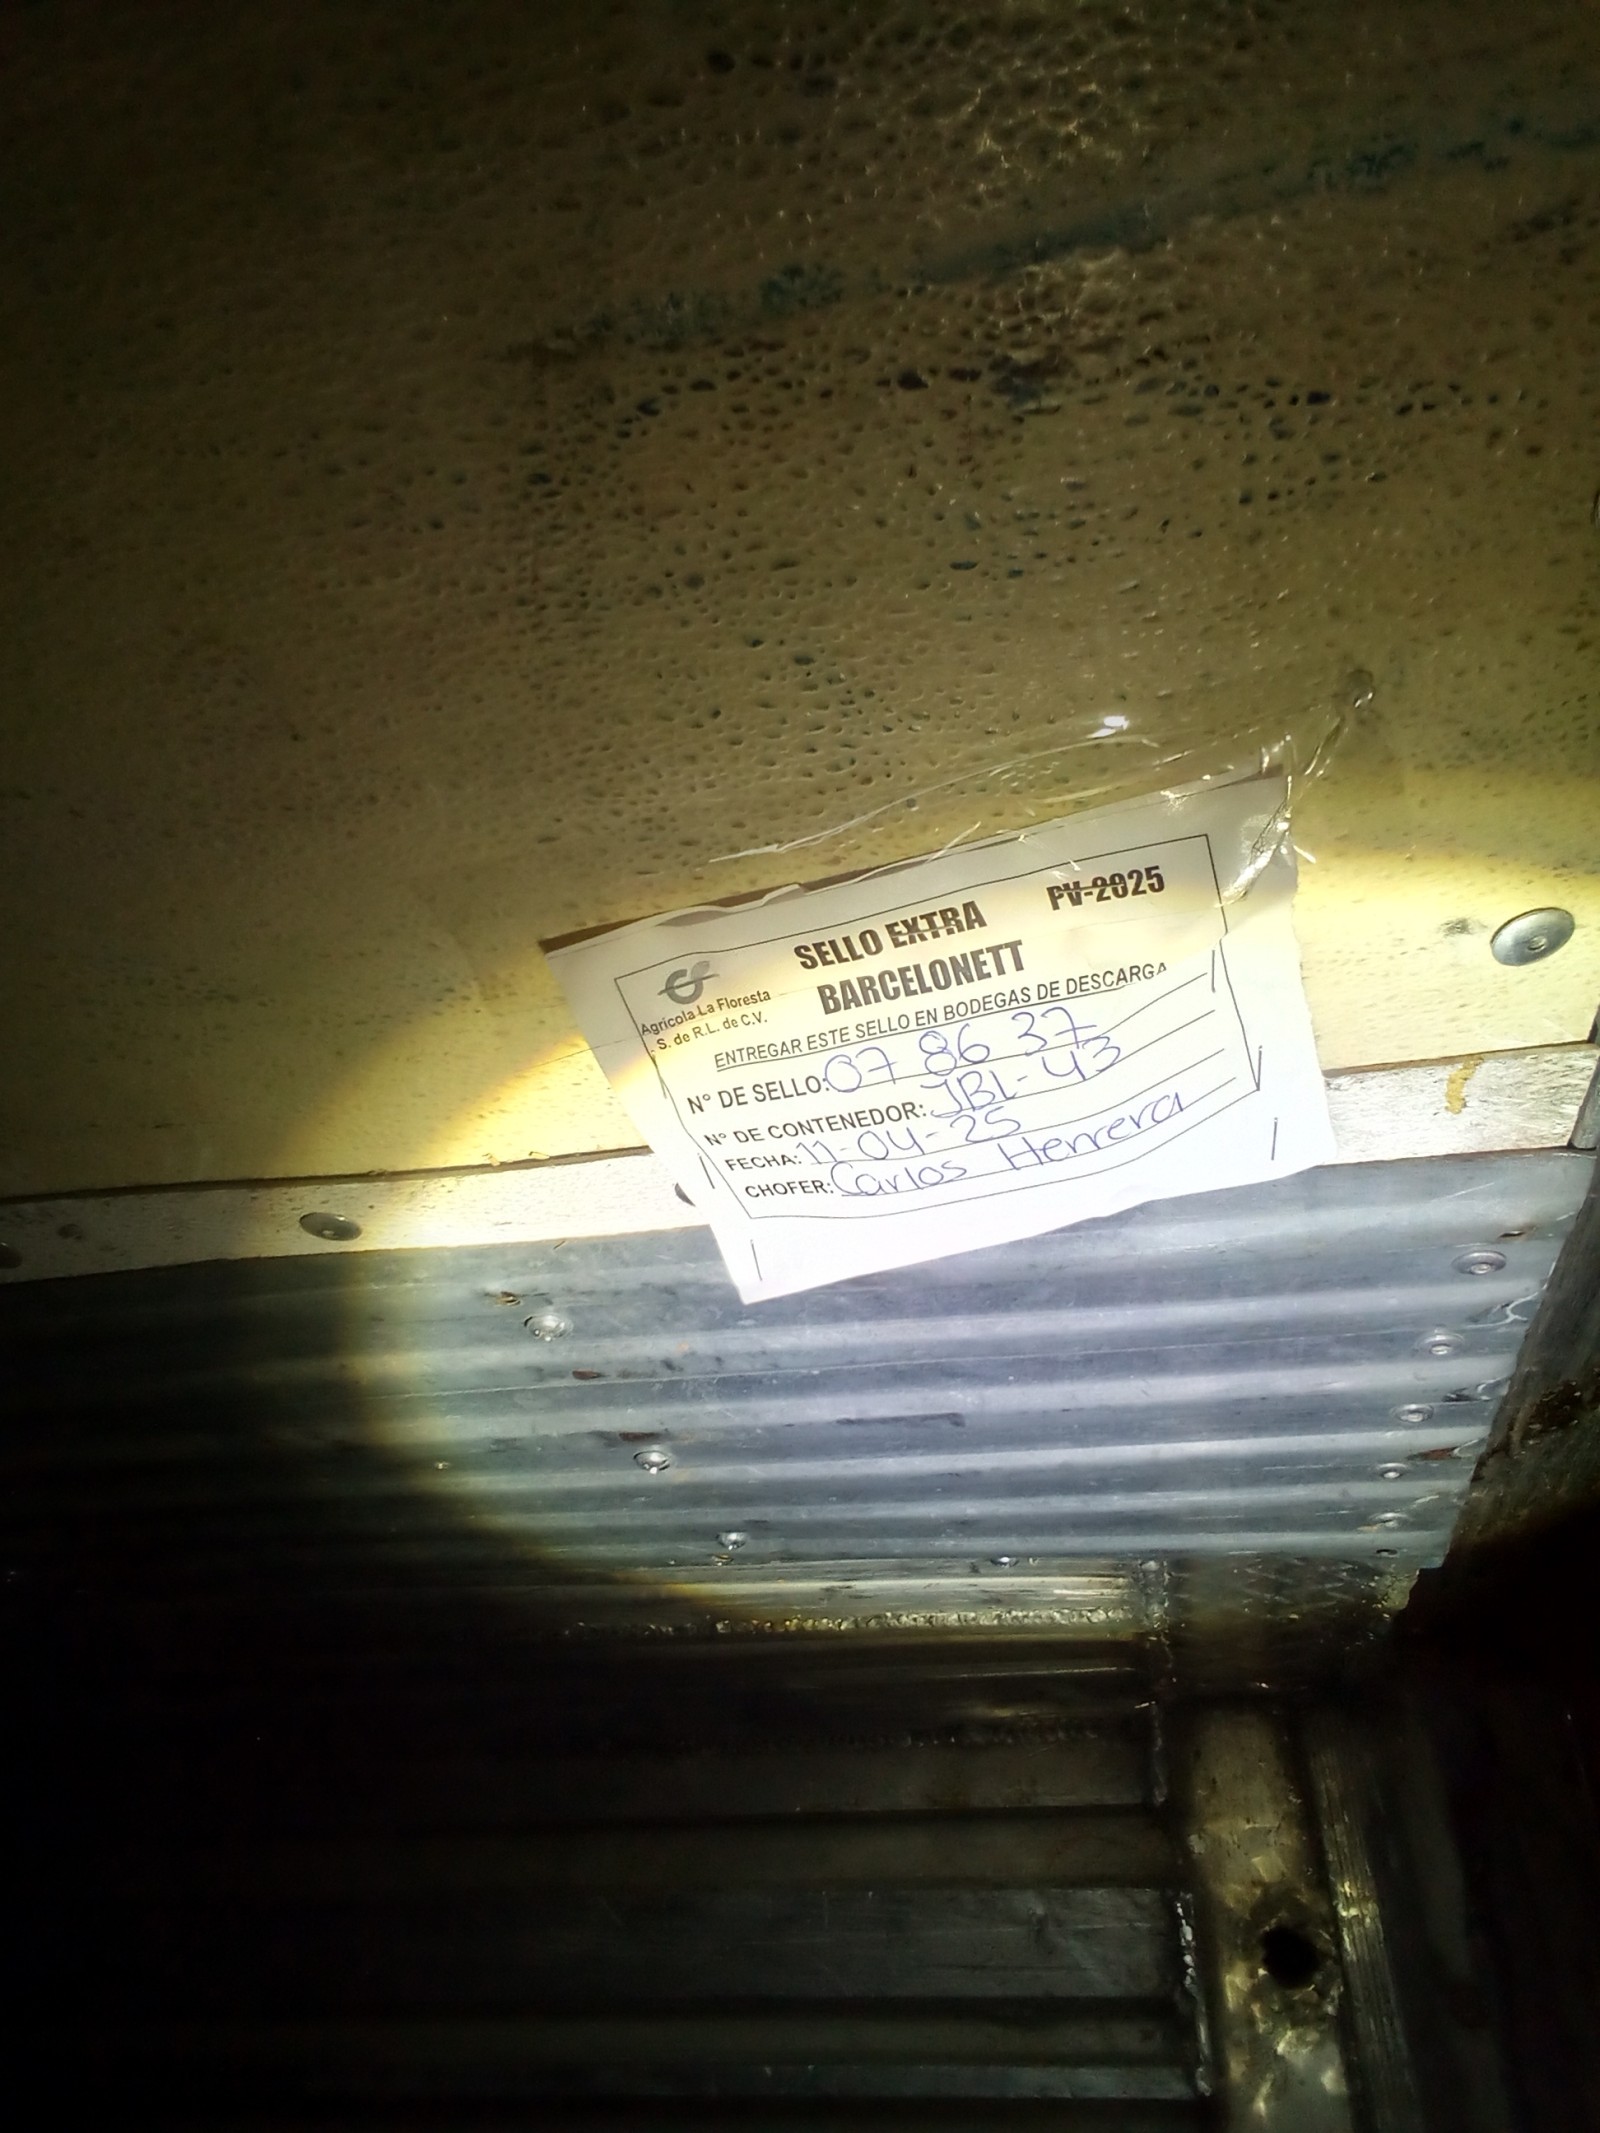 PV-2025
SELLO EXTRA
BARCELONETT
Agrícola La Floresta
S. de R.L. de C.V.
ENTREGAR ESTE SELLO EN BODEGAS DE DESCARGA
N° DE SELLO: 07 86 37
N° DE CONTENEDOR: JBL-43
FECHA: 11-04-25
CHOFER: Carlos Herrera